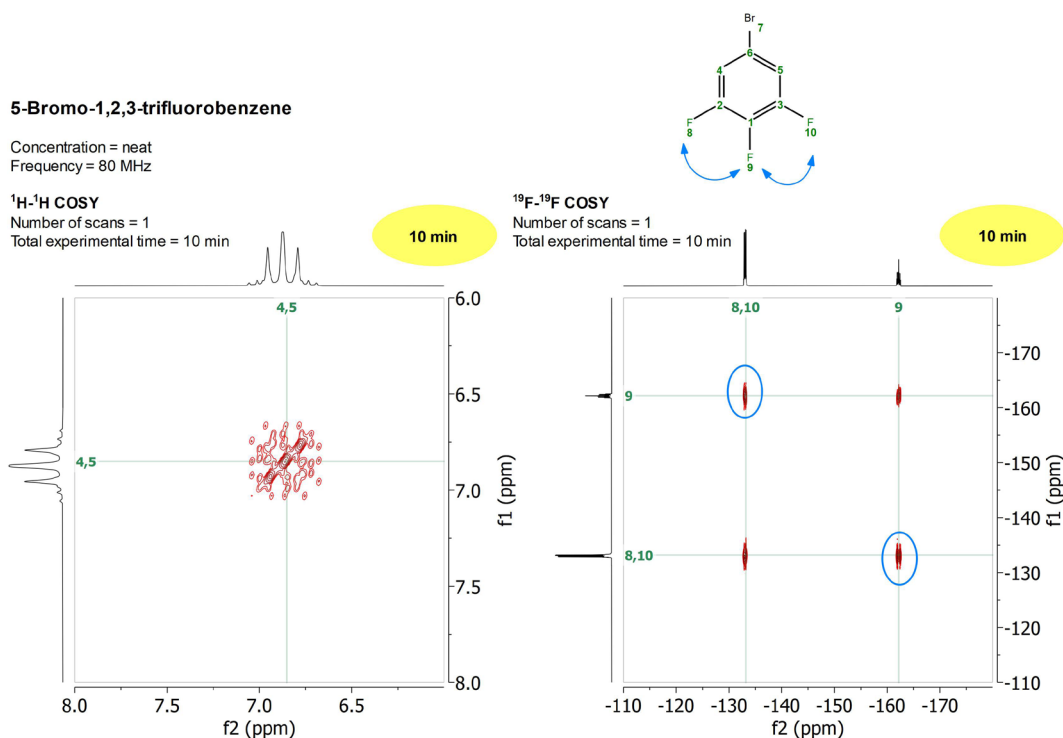 Br
7
6
4
5
2
3
1
F
8
F
9
F
10
5-Bromo-1,2,3-trifluorobenzene
Concentration = neat
Frequency = 80 MHz
¹H-¹H COSY
Number of scans = 1
Total experimental time = 10 min
10 min
4,5
4,5
6.0
6.5
7.0
7.5
8.0
f1 (ppm)
8.0
7.5
7.0
6.5
f2 (ppm)
¹⁹F-¹⁹F COSY
Number of scans = 1
Total experimental time = 10 min
10 min
8,10
9
9
8,10
-170
-160
-150
-140
-130
-120
-110
f1 (ppm)
-110
-120
-130
-140
-150
-160
-170
f2 (ppm)